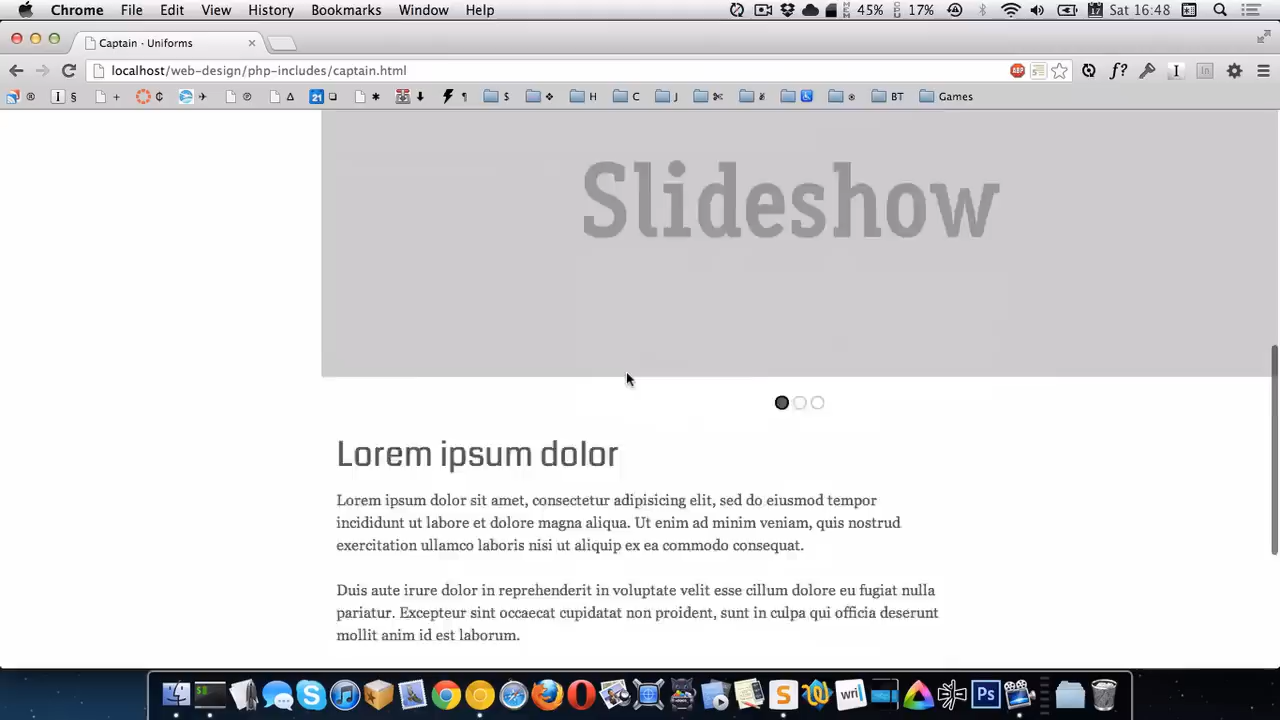 Chrome File Edit View History Bookmarks Window Help 45% 17% Sat 16:48
Captain - Uniforms
localhost/web-design/php-includes/captain.html
ABP f?
§ + ¢ 21 * ¶ $ H C J BT Games
Slideshow
Lorem ipsum dolor
Lorem ipsum dolor sit amet, consectetur adipisicing elit, sed do eiusmod tempor
incididunt ut labore et dolore magna aliqua. Ut enim ad minim veniam, quis nostrud
exercitation ullamco laboris nisi ut aliquip ex ea commodo consequat.
Duis aute irure dolor in reprehenderit in voluptate velit esse cillum dolore eu fugiat nulla
pariatur. Excepteur sint occaecat cupidatat non proident, sunt in culpa qui officia deserunt
mollit anim id est laborum.
wri Ps